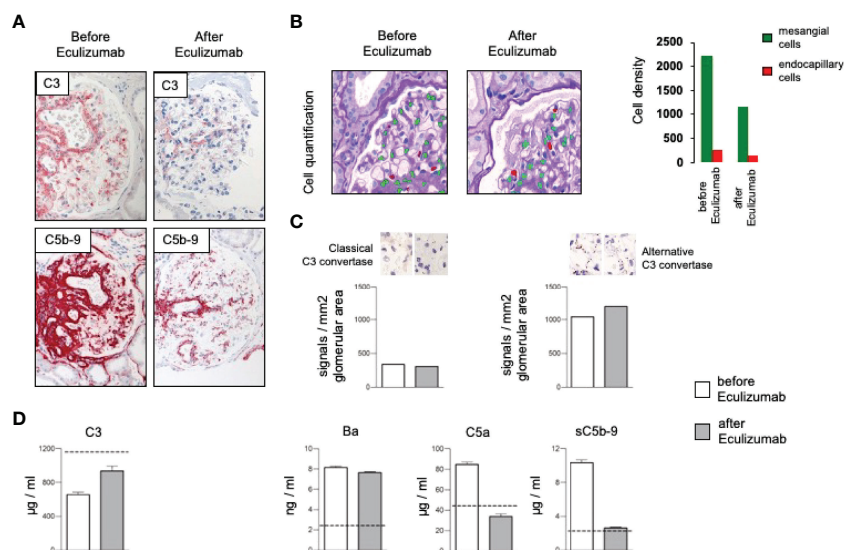 A
Before
Eculizumab
After
Eculizumab
C3
C3
C5b-9
C5b-9
B
Before
Eculizumab
After
Eculizumab
Cell quantification
mesangial
cells
endocapillary
cells
Cell density
2500
2000
1500
1000
500
0
before
Eculizumab
after
Eculizumab
C
Classical
C3 convertase
signals / mm2
glomerular area
1500
1000
500
0
Alternative
C3 convertase
signals / mm2
glomerular area
1500
1000
500
0
before
Eculizumab
after
Eculizumab
D
C3
µg / ml
1200
800
400
0
Ba
ng / ml
10
8
6
4
2
0
C5a
µg / ml
100
80
60
40
20
0
sC5b-9
µg / ml
12
8
4
0